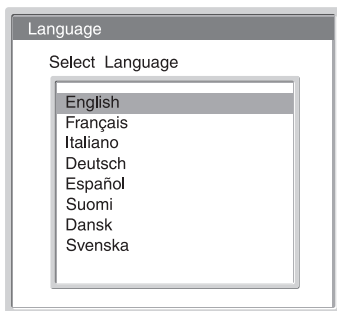 Language
Select Language
English
Français
Italiano
Deutsch
Español
Suomi
Dansk
Svenska